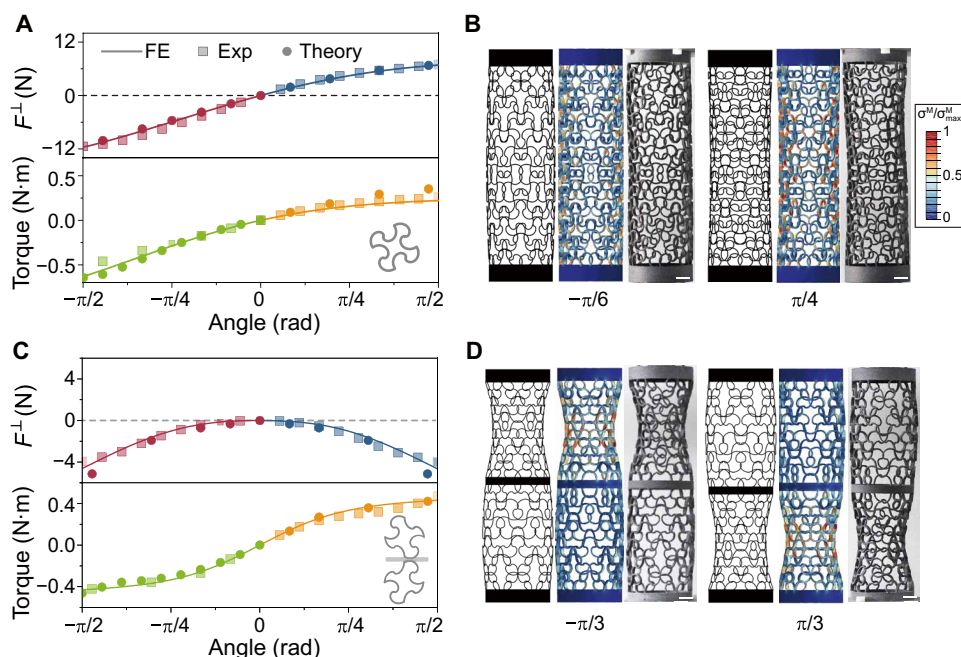 A
FE Exp Theory
12
0
−12
F⊥ (N)
0.5
0.0
−0.5
Torque (N·m)
−π/2 −π/4 0 π/4 π/2
Angle (rad)
B
−π/6 π/4
σᴹ/σᴹmax
1
0.5
0
C
4
0
−4
F⊥ (N)
0.4
0.0
−0.4
Torque (N·m)
−π/2 −π/4 0 π/4 π/2
Angle (rad)
D
−π/3 π/3